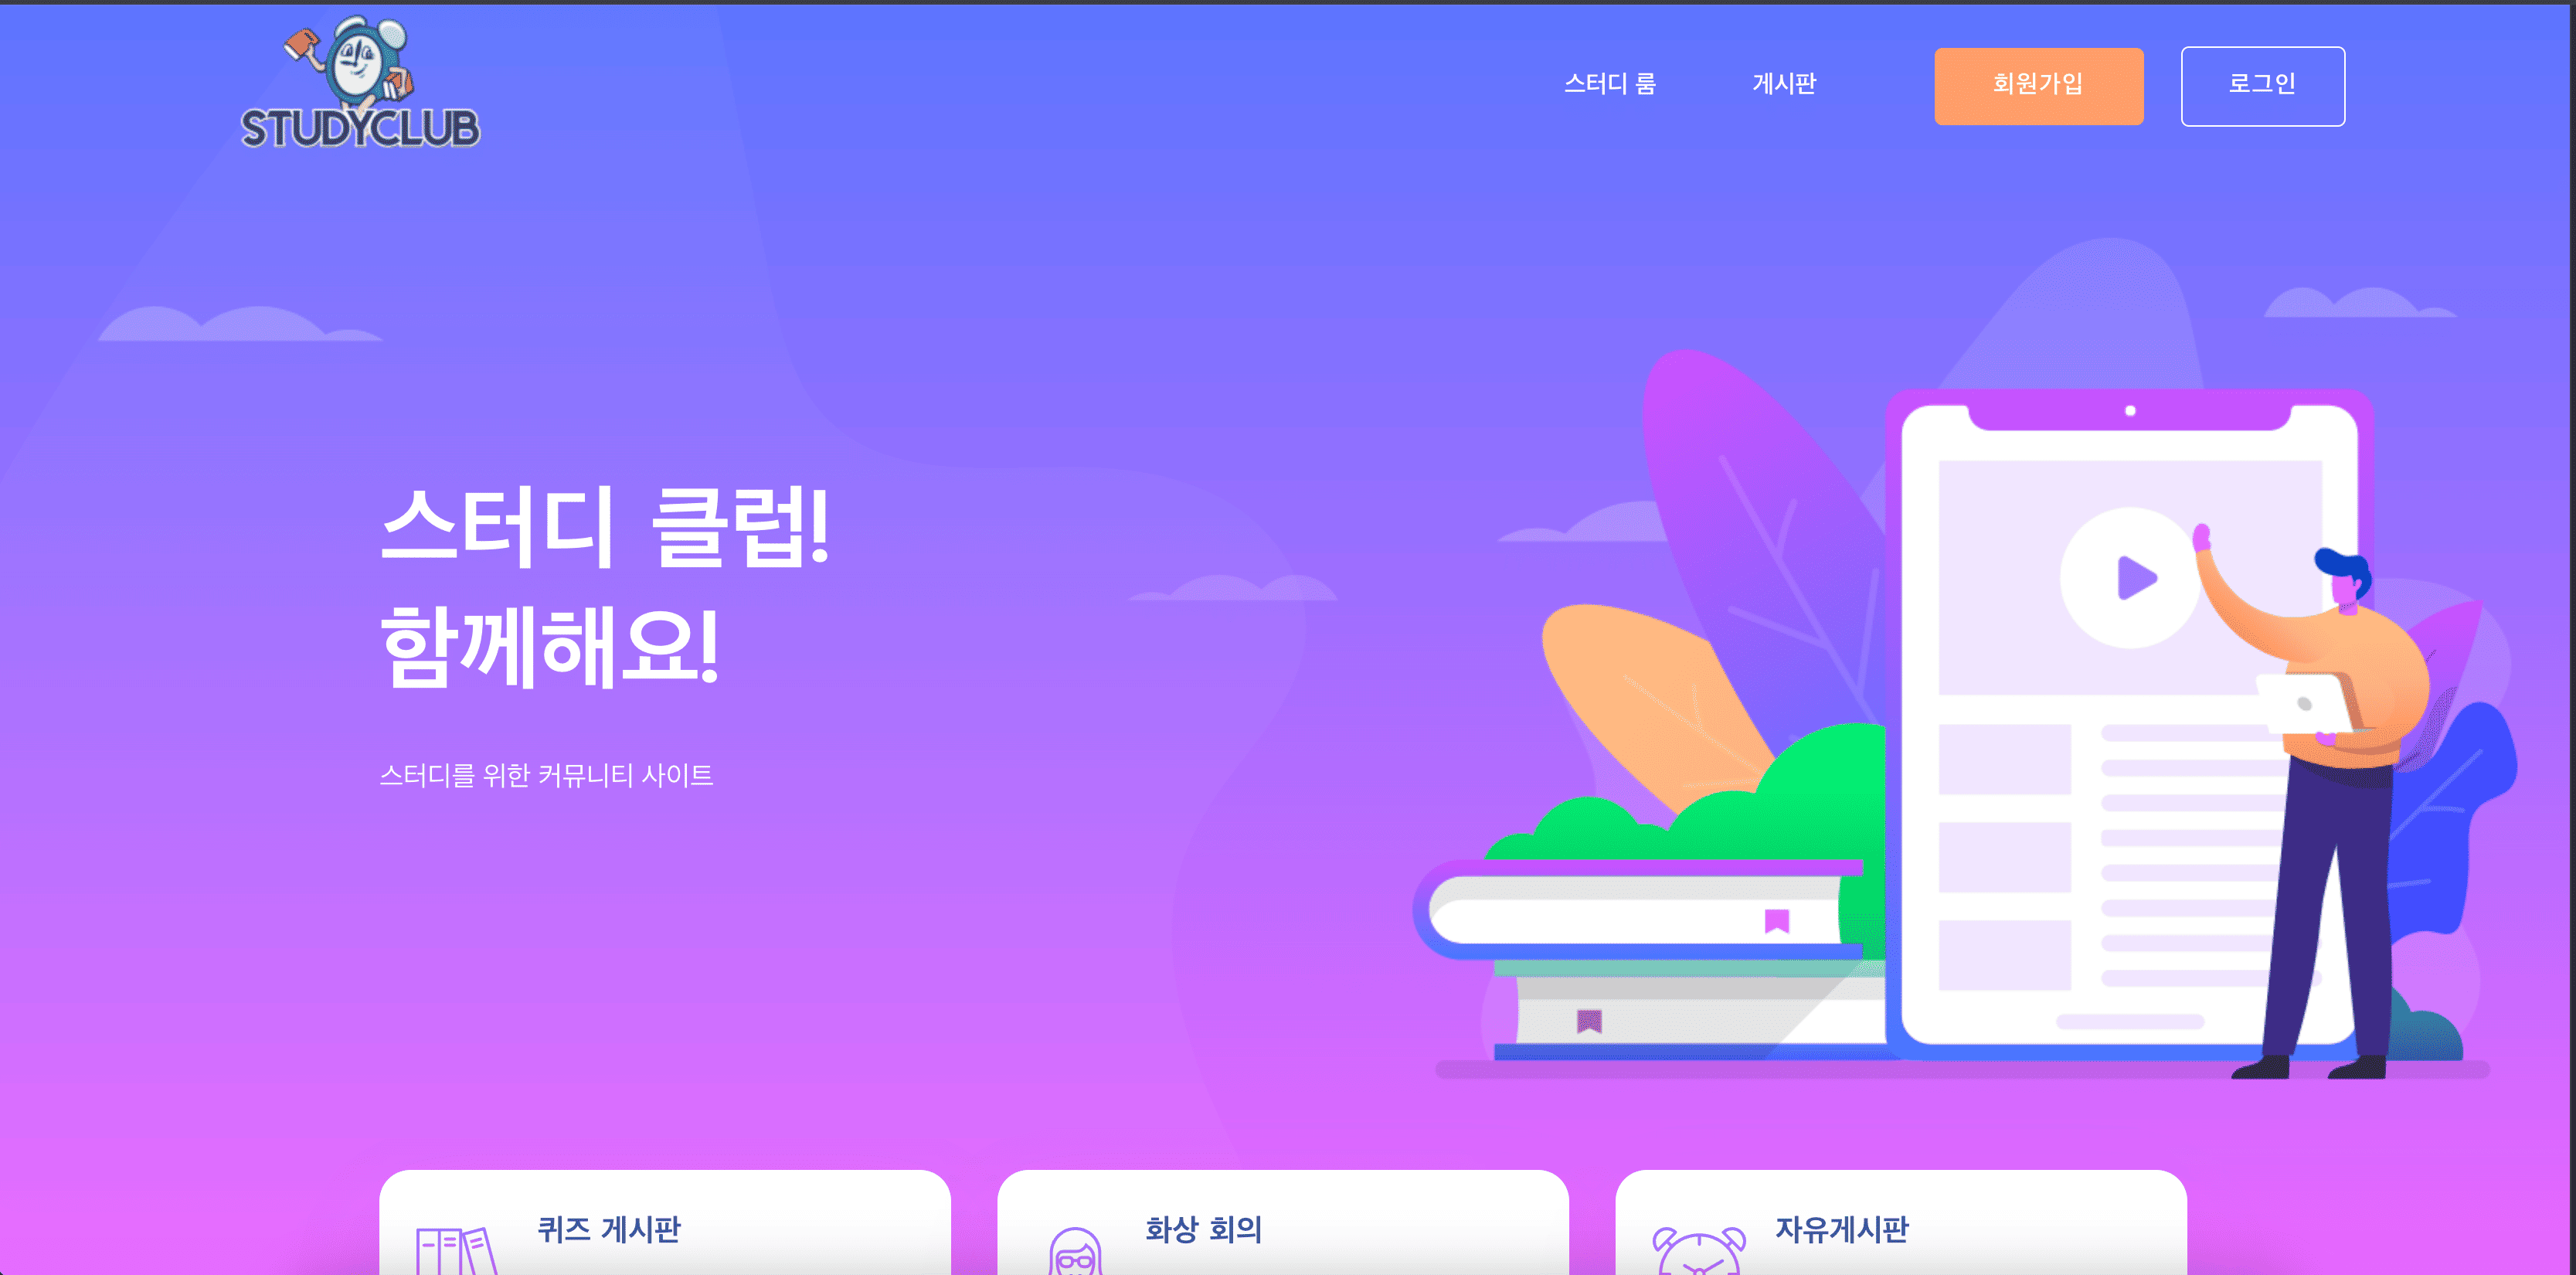 STUDYCLUB
스터디 룸
게시판
회원가입
로그인
스터디 클럽!
함께해요!
스터디를 위한 커뮤니티 사이트
퀴즈 게시판
화상 회의
자유게시판